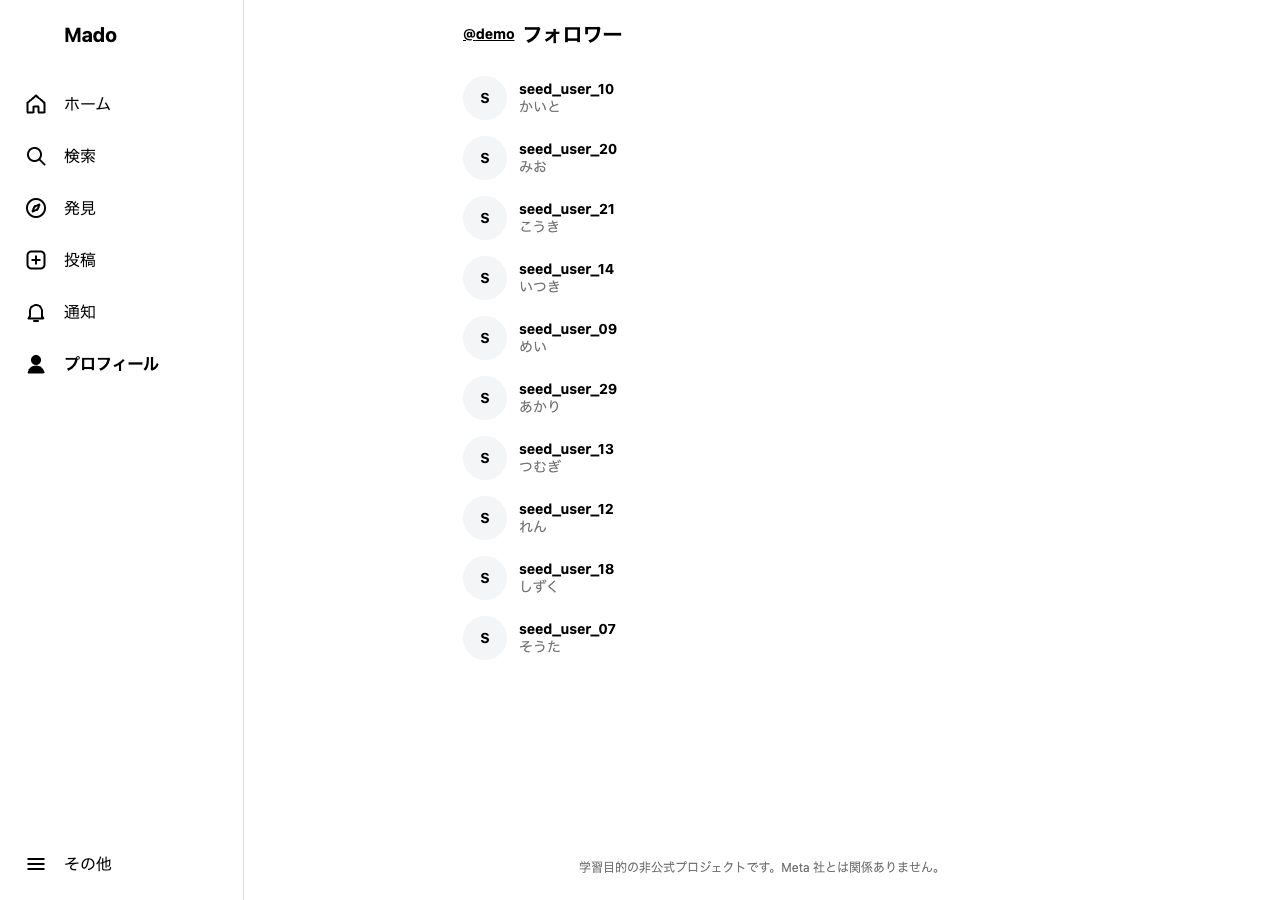 Mado
ホーム
検索
発見
投稿
通知
プロフィール
その他
@demo フォロワー
S
seed_user_10
かいと
S
seed_user_20
みお
S
seed_user_21
こうき
S
seed_user_14
いつき
S
seed_user_09
めい
S
seed_user_29
あかり
S
seed_user_13
つむぎ
S
seed_user_12
れん
S
seed_user_18
しずく
S
seed_user_07
そうた
学習目的の非公式プロジェクトです。Meta 社とは関係ありません。